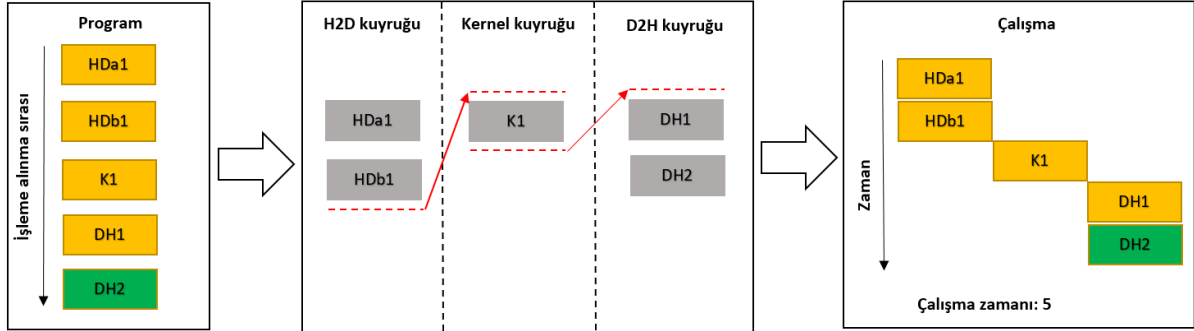 Program
İşleme alınma sırası
HDa1
HDb1
K1
DH1
DH2
H2D kuyruğu
Kernel kuyruğu
D2H kuyruğu
HDa1
HDb1
K1
DH1
DH2
Çalışma
Zaman
HDa1
HDb1
K1
DH1
DH2
Çalışma zamanı: 5